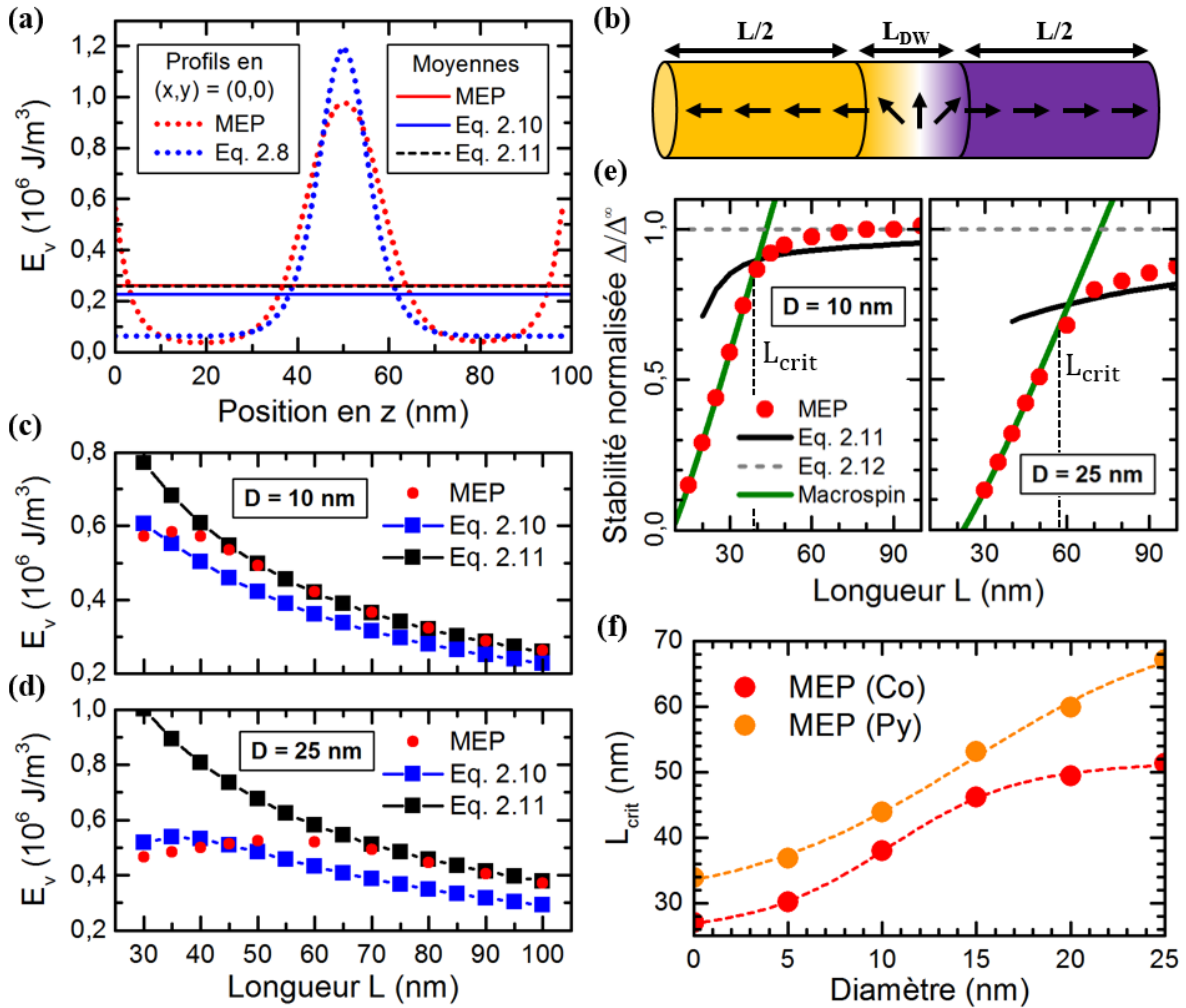 (a)
1,2
1,0
0,8
0,6
0,4
0,2
0,0
E_v (10^6 J/m^3)
Profils en
(x,y) = (0,0)
MEP
Eq. 2.8
Moyennes
MEP
Eq. 2.10
Eq. 2.11
0 20 40 60 80 100
Position en z (nm)
(b)
L/2 L_DW L/2
(c)
0,8
0,6
0,4
0,2
E_v (10^6 J/m^3)
D = 10 nm
MEP
Eq. 2.10
Eq. 2.11
(d)
1,0
0,8
0,6
0,4
0,2
E_v (10^6 J/m^3)
D = 25 nm
MEP
Eq. 2.10
Eq. 2.11
30 40 50 60 70 80 90 100
Longueur L (nm)
(e)
Stabilité normalisée Δ/Δ^∞
1,0
0,5
0,0
D = 10 nm
L_crit
MEP
Eq. 2.11
Eq. 2.12
Macrospin
L_crit
D = 25 nm
30 60 90 30 60 90
Longueur L (nm)
(f)
70
60
50
40
30
L_crit (nm)
MEP (Co)
MEP (Py)
0 5 10 15 20 25
Diamètre (nm)